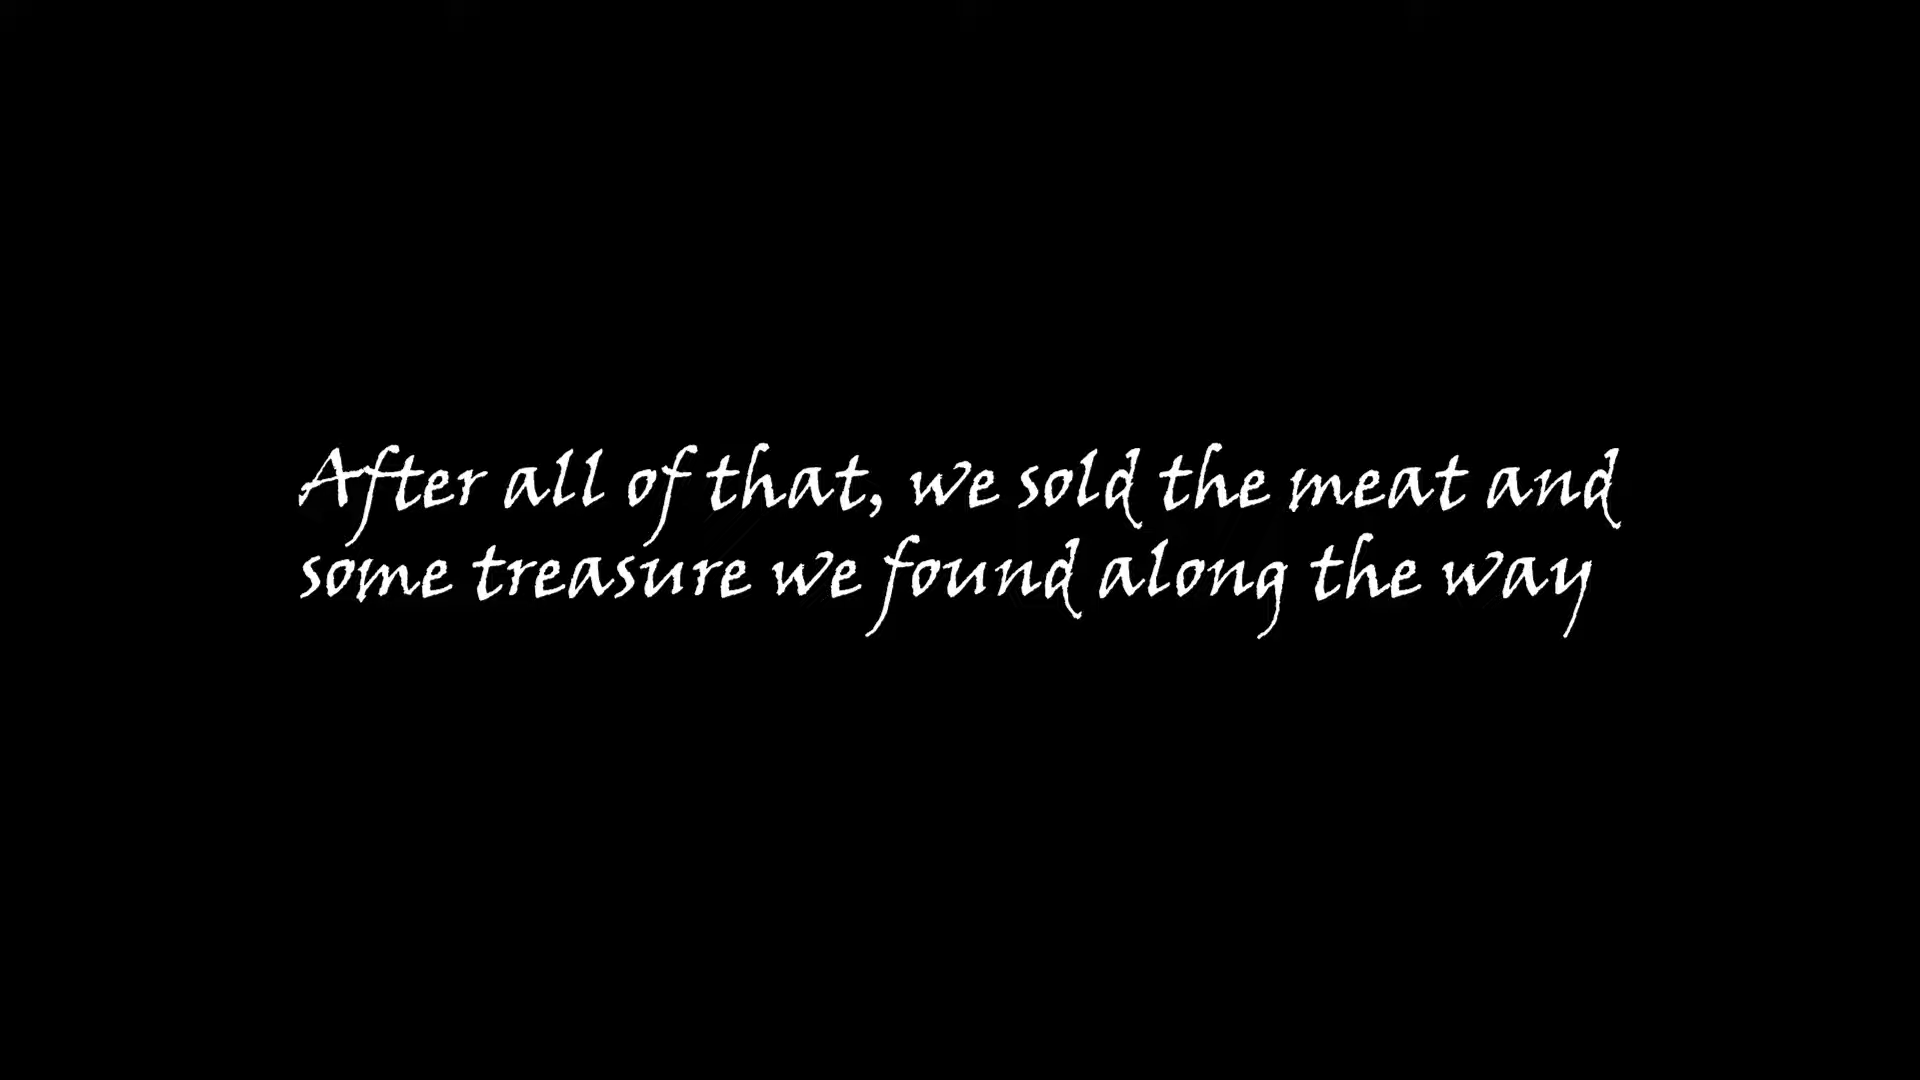 After all of that, we sold the meat and
some treasure we found along the way